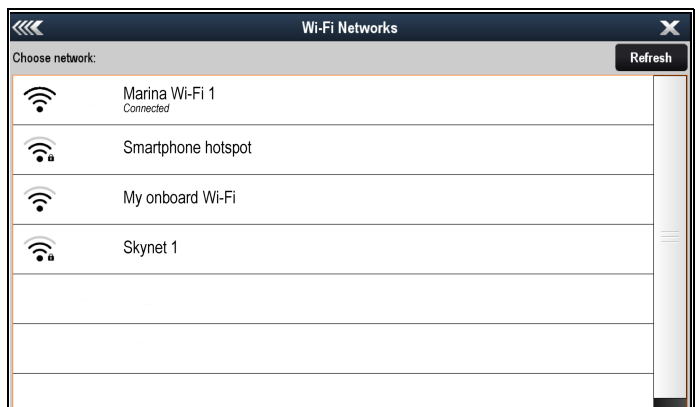 Wi-Fi Networks
Choose network:
Refresh
Marina Wi-Fi 1
Connected
Smartphone hotspot
My onboard Wi-Fi
Skynet 1